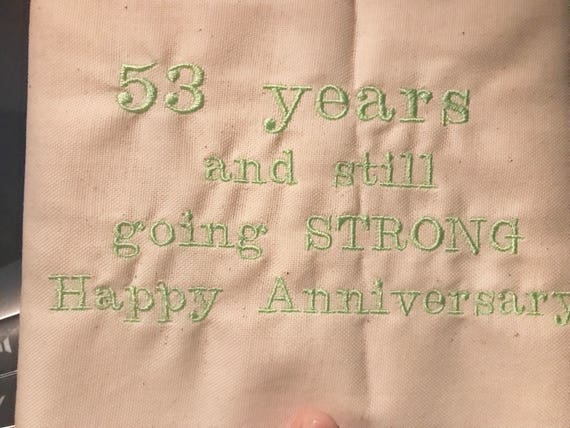 53 years
and still
going STRONG
Happy Anniversary